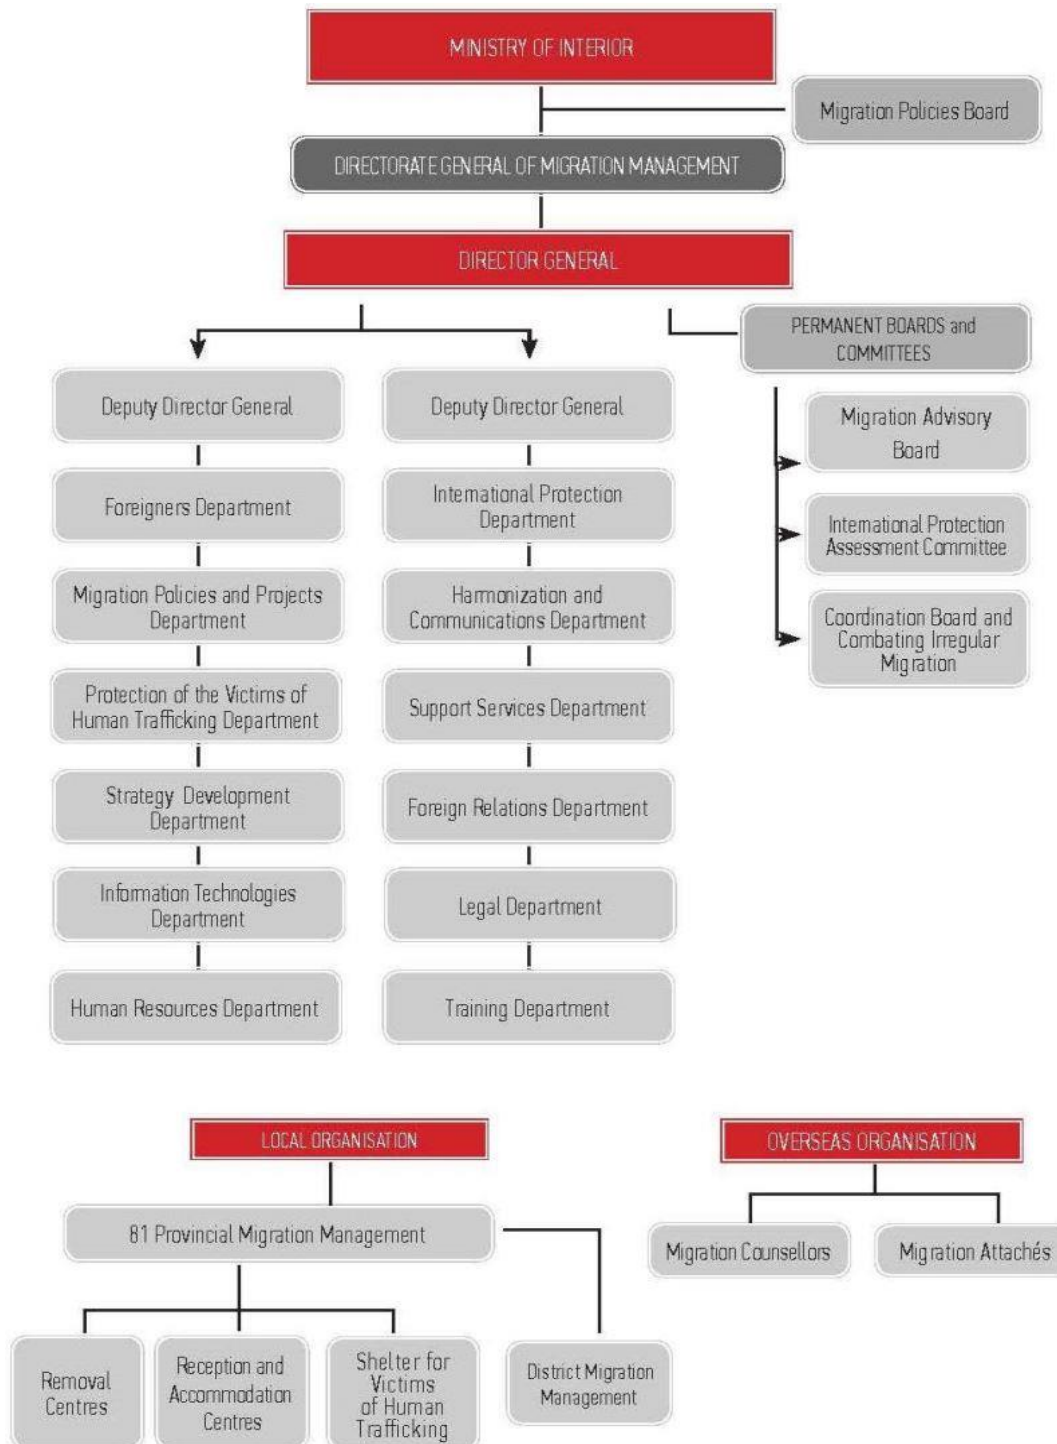 MINISTRY OF INTERIOR
Migration Policies Board
DIRECTORATE GENERAL OF MIGRATION MANAGEMENT
DIRECTOR GENERAL
PERMANENT BOARDS and
COMMITTEES
Migration Advisory
Board
International Protection
Assessment Committee
Coordination Board and
Combating Irregular
Migration
Deputy Director General
Foreigners Department
Migration Policies and Projects
Department
Protection of the Victims of
Human Trafficking Department
Strategy Development
Department
Information Technologies
Department
Human Resources Department
Deputy Director General
International Protection
Department
Harmonization and
Communications Department
Support Services Department
Foreign Relations Department
Legal Department
Training Department
LOCAL ORGANISATION
81 Provincial Migration Management
Removal
Centres
Reception and
Accommodation
Centres
Shelter for
Victims
of Human
Trafficking
District Migration
Management
OVERSEAS ORGANISATION
Migration Counsellors
Migration Attachés